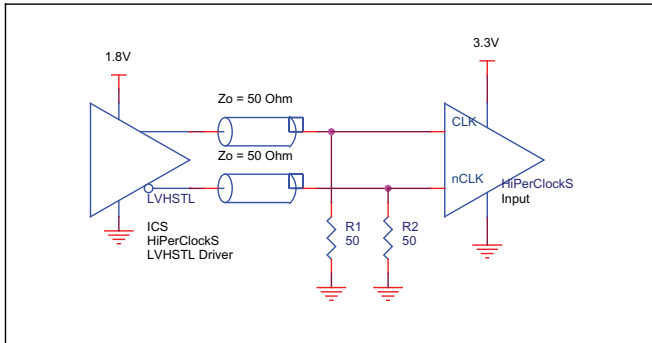 1.8V
3.3V
Zo = 50 Ohm
CLK
Zo = 50 Ohm
nCLK
HiPerClockS
Input
LVHSTL
ICS
HiPerClockS
LVHSTL Driver
R1
50
R2
50